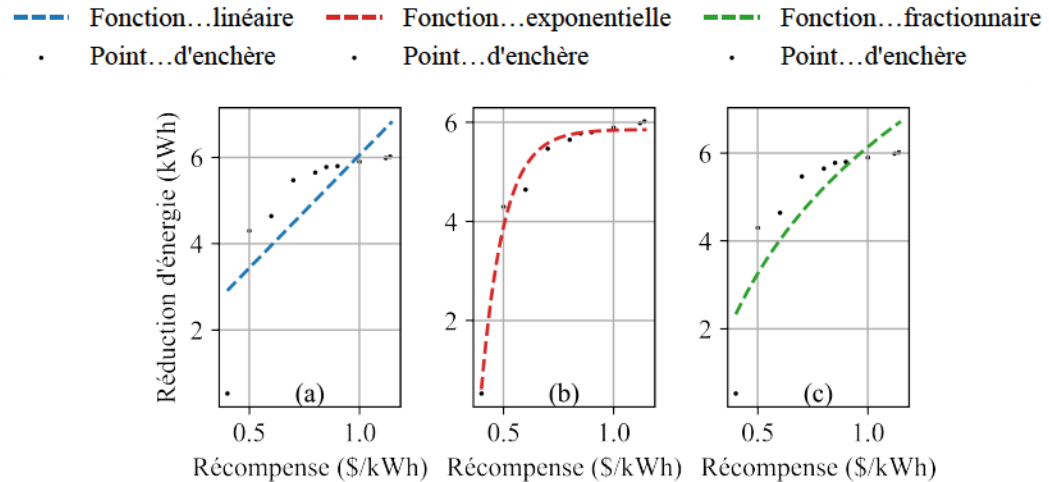 Fonction…linéaire Fonction…exponentielle Fonction…fractionnaire
Point…d'enchère Point…d'enchère Point…d'enchère
Réduction d'énergie (kWh)
6
4
2
(a)
0.5 1.0
Récompense ($/kWh)
6
4
2
(b)
0.5 1.0
Récompense ($/kWh)
6
4
2
(c)
0.5 1.0
Récompense ($/kWh)